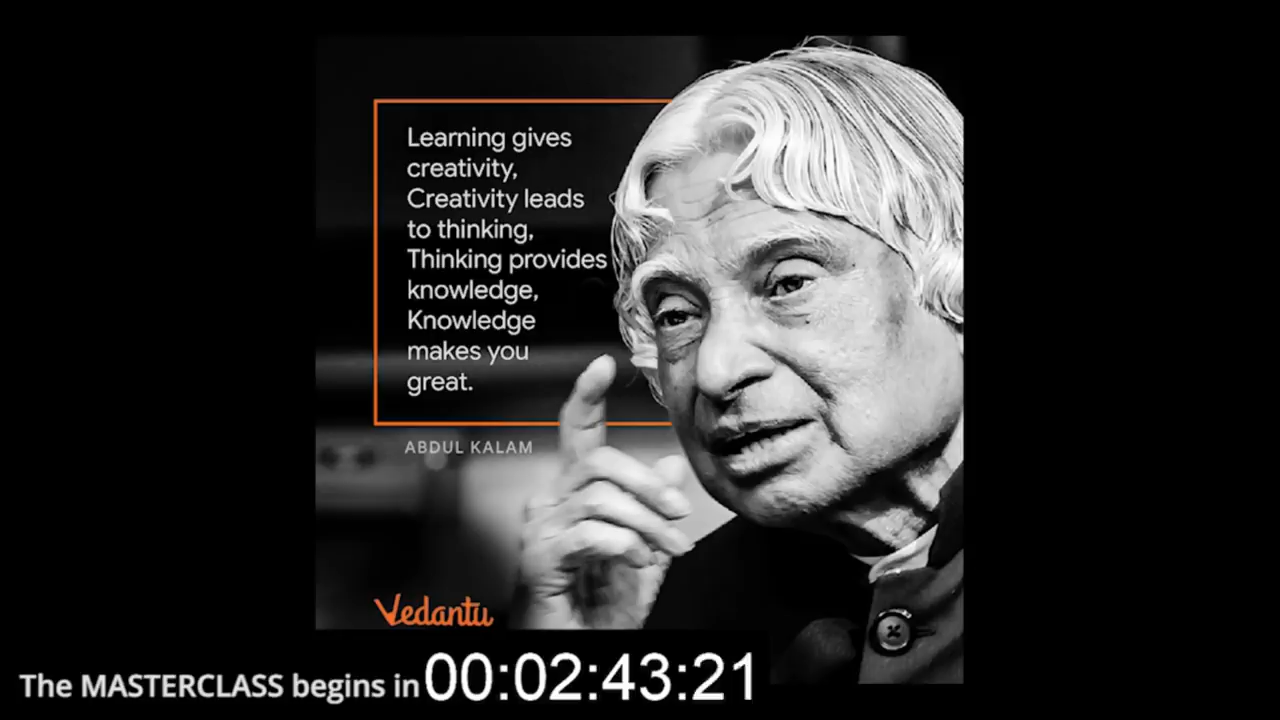 Learning gives
creativity,
Creativity leads
to thinking,
Thinking provides
knowledge,
Knowledge
makes you
great.
ABDUL KALAM
Vedantu
The MASTERCLASS begins in 00:02:43:21